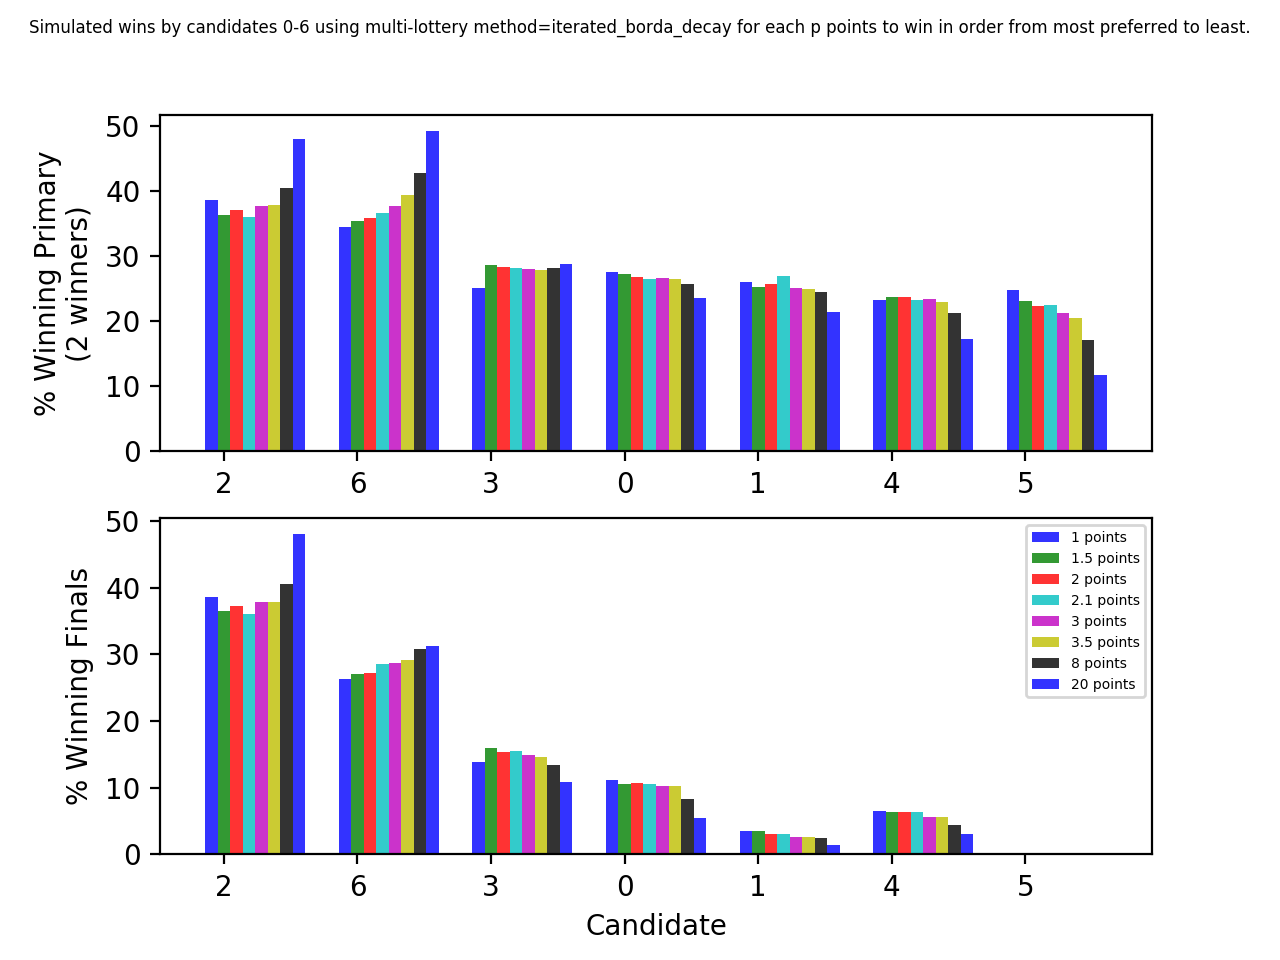 Simulated wins by candidates 0-6 using multi-lottery method=iterated_borda_decay for each p points to win in order from most preferred to least.
% Winning Primary
(2 winners)
50
40
30
20
10
0
2 6 3 0 1 4 5
% Winning Finals
50
40
30
20
10
0
1 points
1.5 points
2 points
2.1 points
3 points
3.5 points
8 points
20 points
2 6 3 0 1 4 5
Candidate